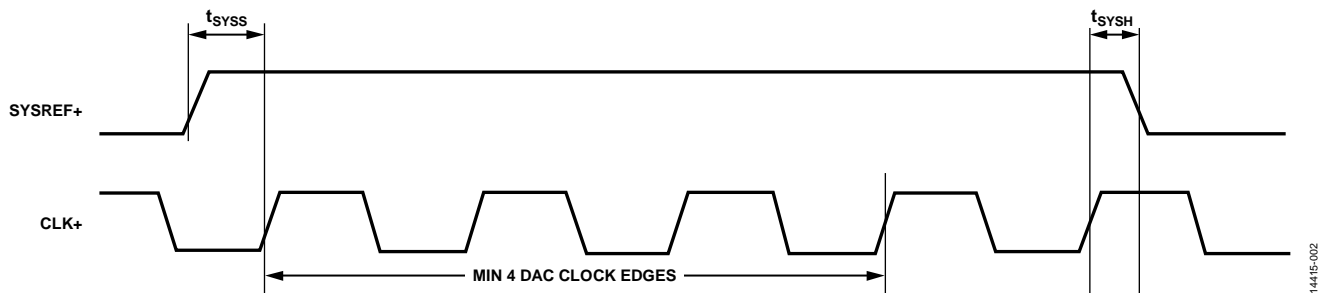 tSYSS
tSYSH
SYSREF+
CLK+
MIN 4 DAC CLOCK EDGES
14415-002